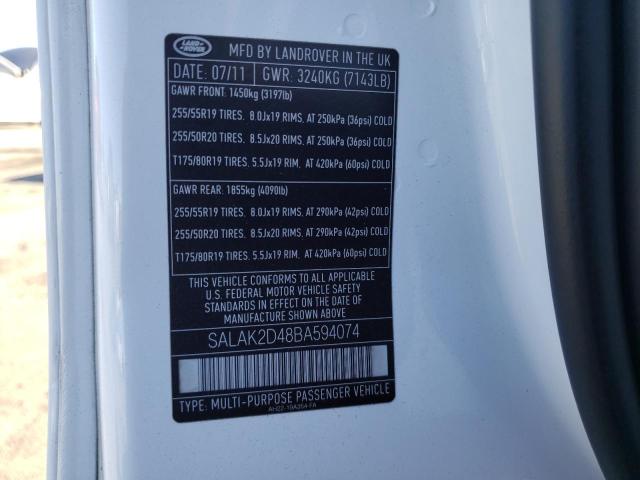 LAND ROVER
MFD BY LANDROVER IN THE UK
DATE: 07/11 GWR: 3240KG (7143LB)
GAWR FRONT: 1450kg (3197lb)
255/55R19 TIRES. 8.0Jx19 RIMS. AT 250kPa (36psi) COLD
255/50R20 TIRES. 8.5Jx20 RIMS. AT 250kPa (36psi) COLD
T175/80R19 TIRES. 5.5Jx19 RIM. AT 420kPa (60psi) COLD
GAWR REAR. 1855kg (4090lb)
255/55R19 TIRES. 8.0Jx19 RIMS. AT 290kPa (42psi) COLD
255/50R20 TIRES. 8.5Jx20 RIMS. AT 290kPa (42psi) COLD
T175/80R19 TIRES. 5.5Jx19 RIM. AT 420kPa (60psi) COLD
THIS VEHICLE CONFORMS TO ALL APPLICABLE
U.S. FEDERAL MOTOR VEHICLE SAFETY
STANDARDS IN EFFECT ON THE DATE OF
MANUFACTURE SHOWN ABOVE.
SALAK2D48BA594074
TYPE: MULTI-PURPOSE PASSENGER VEHICLE
AH22-19A354-FA